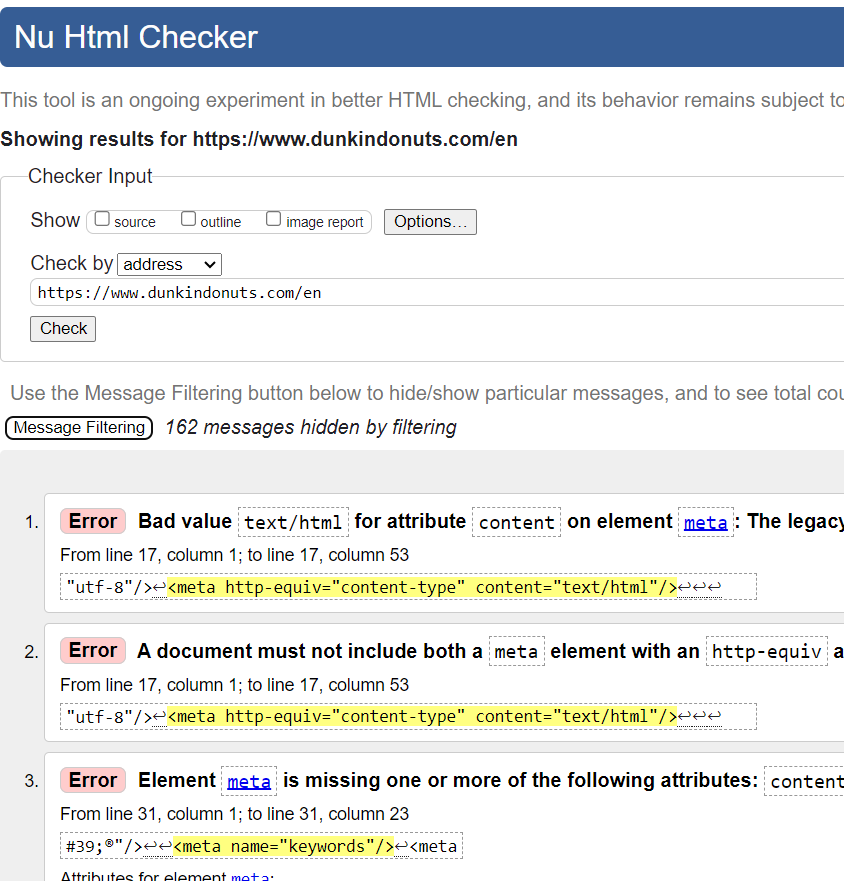 Nu Html Checker
This tool is an ongoing experiment in better HTML checking, and its behavior remains subject to
Showing results for https://www.dunkindonuts.com/en
Checker Input
Show source outline image report Options...
Check by address
https://www.dunkindonuts.com/en
Check
Use the Message Filtering button below to hide/show particular messages, and to see total cou
Message Filtering 162 messages hidden by filtering
1. Error Bad value text/html for attribute content on element meta: The legacy
From line 17, column 1; to line 17, column 53
"utf-8"/>↩<meta http-equiv="content-type" content="text/html"/>↩↩↩
2. Error A document must not include both a meta element with an http-equiv a
From line 17, column 1; to line 17, column 53
"utf-8"/>↩<meta http-equiv="content-type" content="text/html"/>↩↩↩
3. Error Element meta is missing one or more of the following attributes: content
From line 31, column 1; to line 31, column 23
#39;®"/>↩↩<meta name="keywords"/>↩<meta
Attributes for element meta: